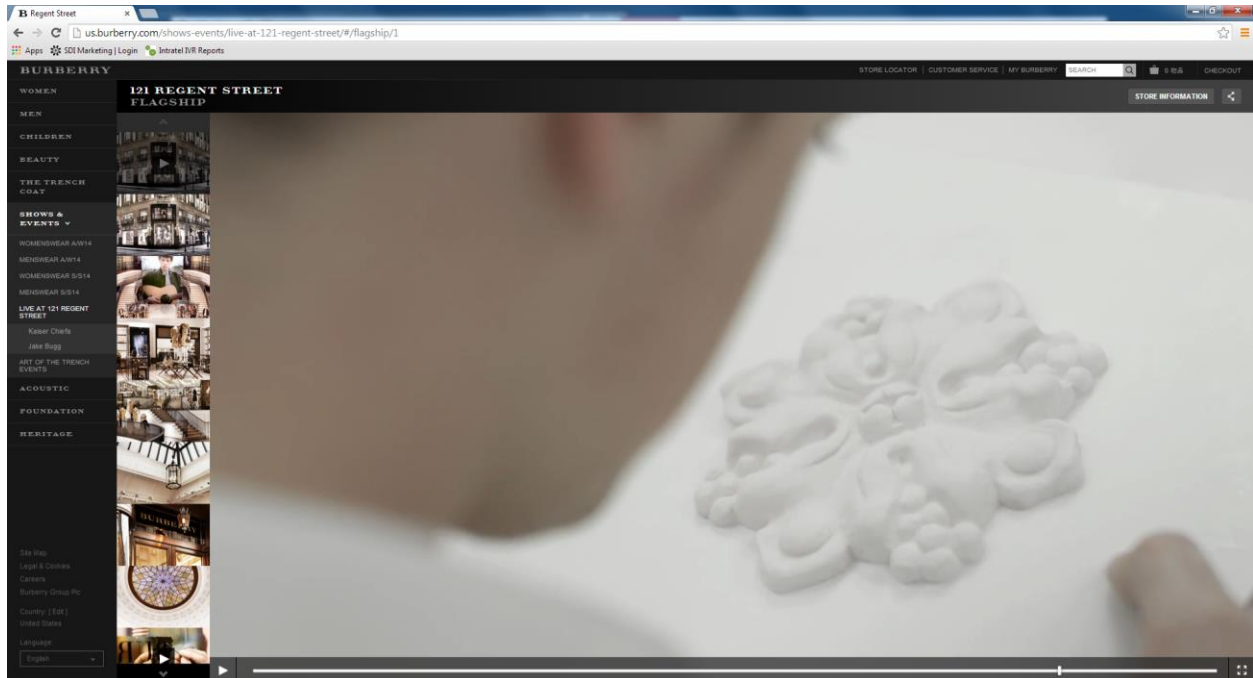 B Regent Street
us.burberry.com/shows-events/live-at-121-regent-street/#/flagship/1
Apps SDI Marketing | Login Intratel IVR Reports
BURBERRY
STORE LOCATOR | CUSTOMER SERVICE | MY BURBERRY SEARCH CHECKOUT
WOMEN
MEN
CHILDREN
BEAUTY
THE TRENCH
COAT
SHOWS &
EVENTS
WOMENSWEAR A/W14
MENSWEAR A/W14
WOMENSWEAR S/S14
MENSWEAR S/S14
LIVE AT 121 REGENT
STREET
Kaiser Chiefs
Jake Bugg
ART OF THE TRENCH
EVENTS
ACOUSTIC
FOUNDATION
HERITAGE
Site Map
Legal & Cookies
Careers
Burberry Group Plc
Country: [ Edit ]
United States
Language
English
121 REGENT STREET
FLAGSHIP
STORE INFORMATION
BURBERRY